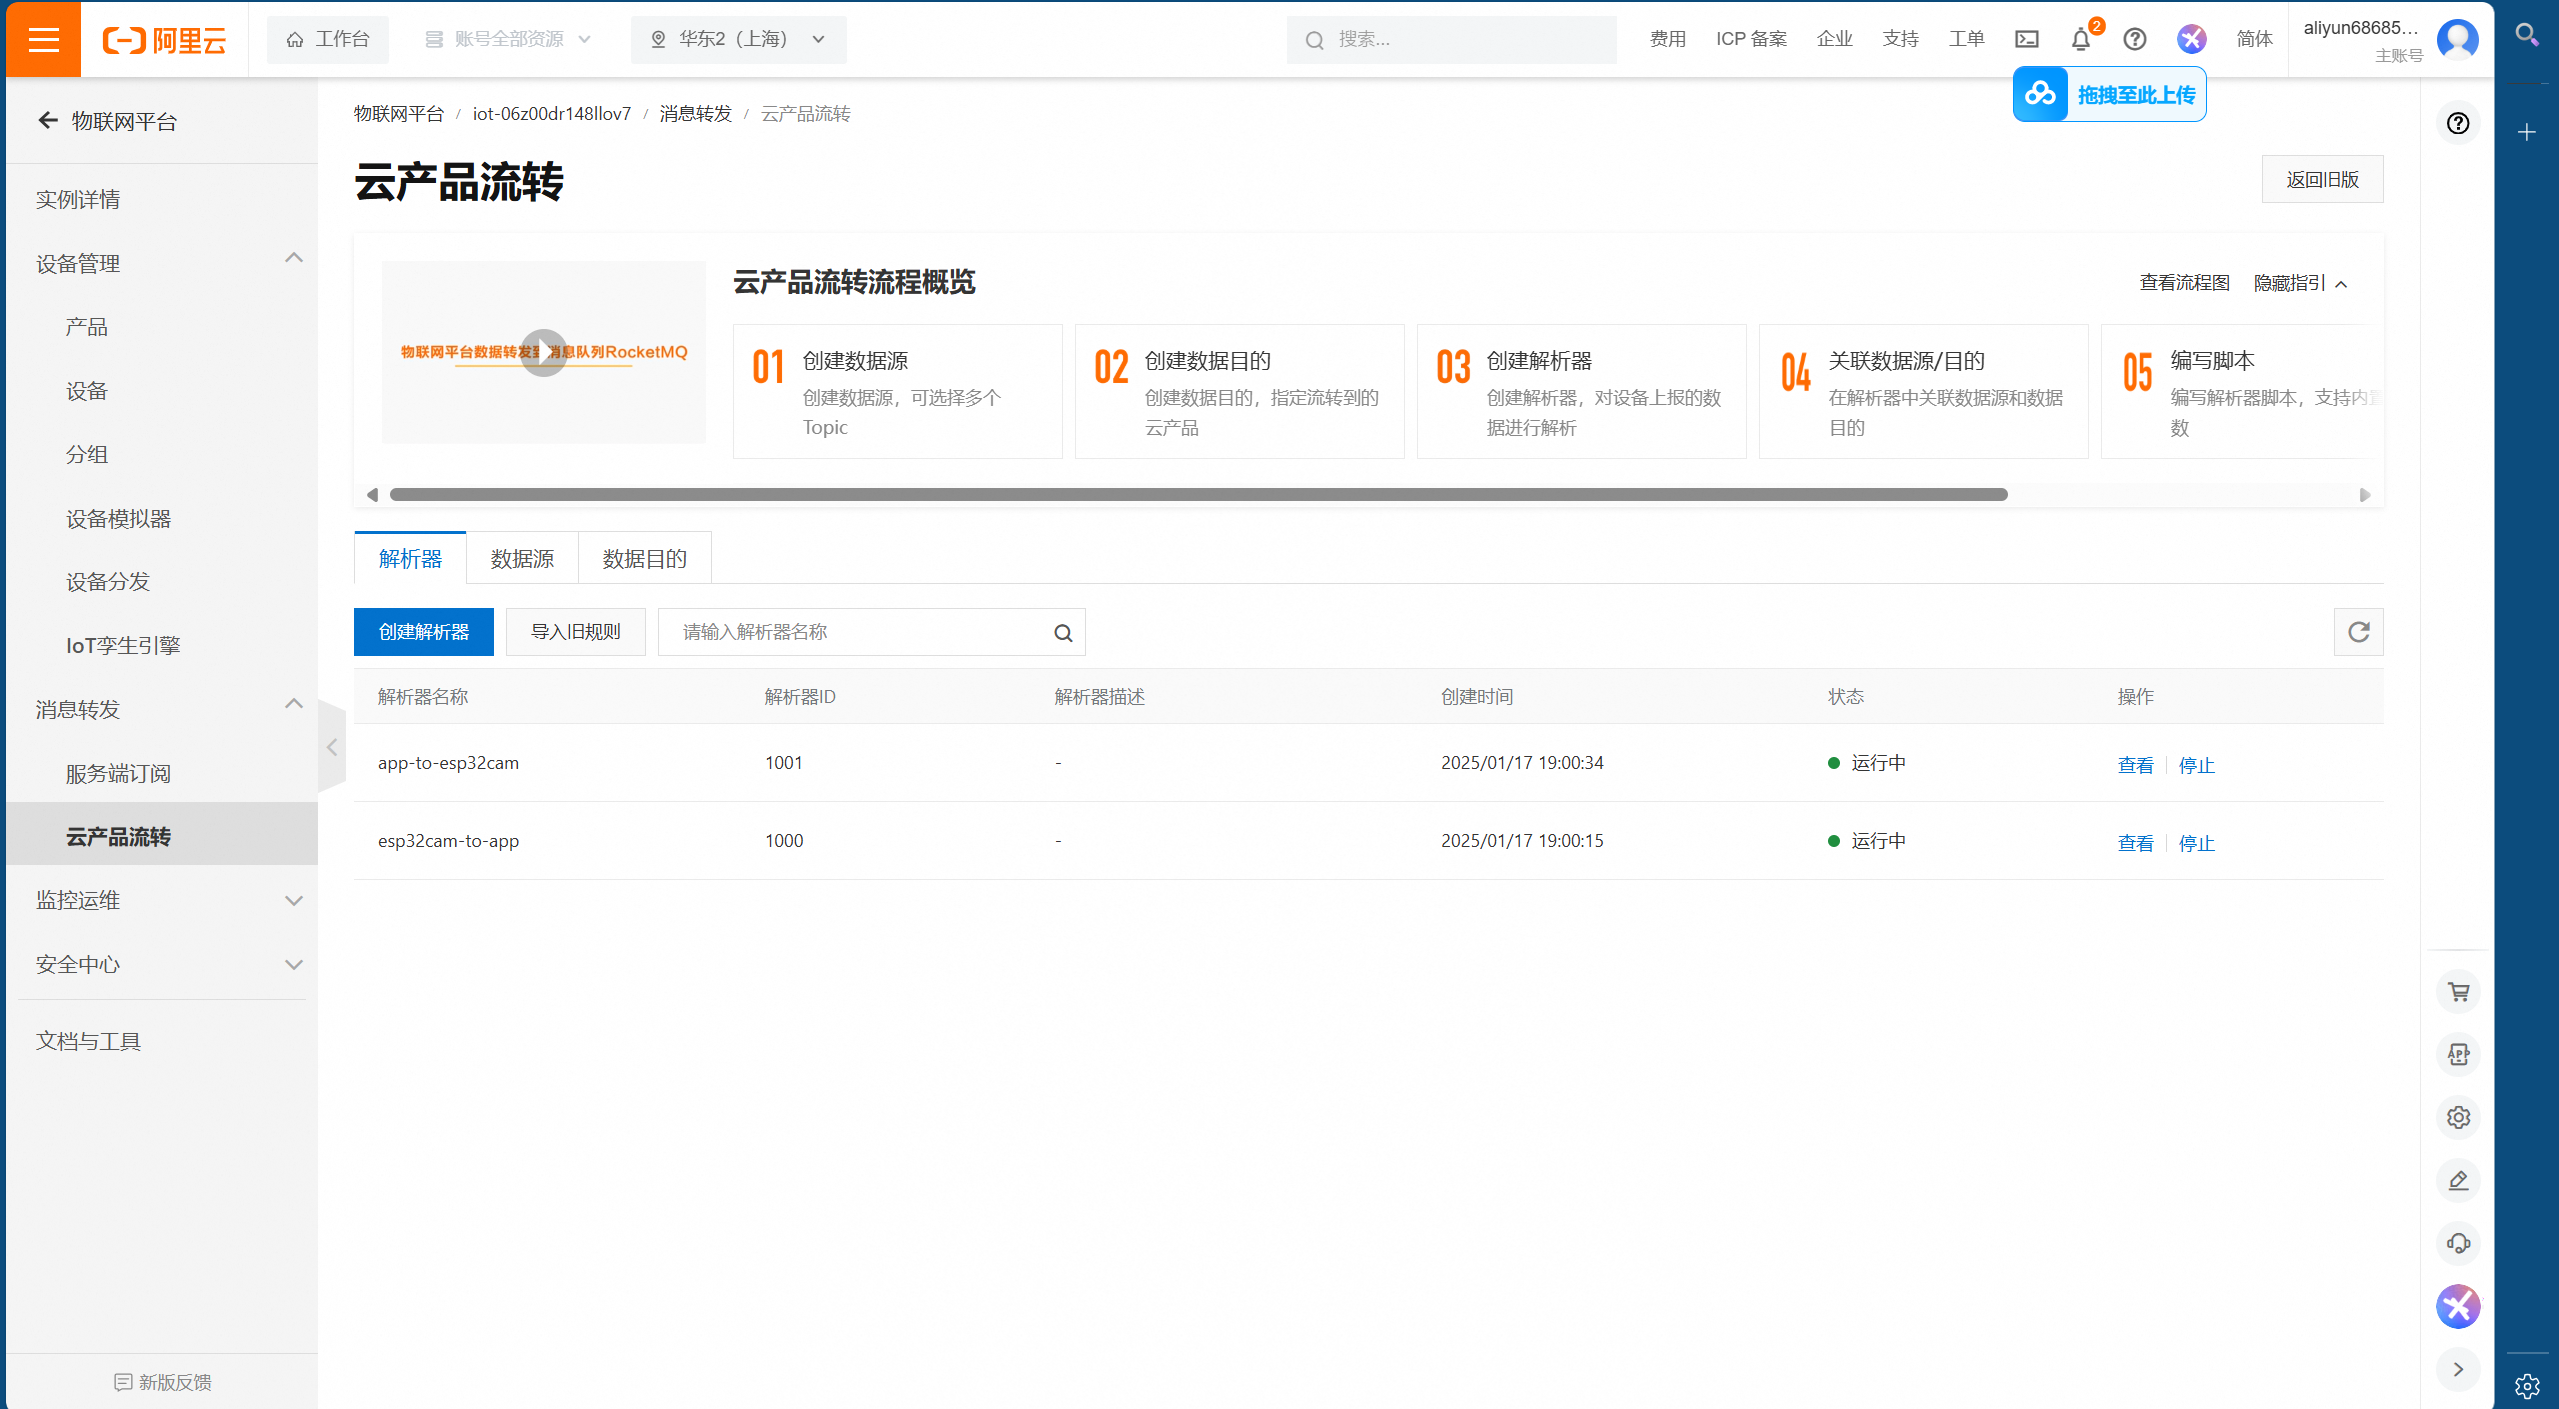 阿里云
工作台
账号全部资源
华东2（上海）
搜索...
费用
ICP 备案
企业
支持
工单
2
简体
aliyun68685...
主账号
拖拽至此上传
物联网平台
实例详情
设备管理
产品
设备
分组
设备模拟器
设备分发
IoT孪生引擎
消息转发
服务端订阅
云产品流转
监控运维
安全中心
文档与工具
新版反馈
物联网平台 / iot-06z00dr148llov7 / 消息转发 / 云产品流转
云产品流转
返回旧版
物联网平台数据转发到消息队列RocketMQ
云产品流转流程概览
查看流程图
隐藏指引
01 创建数据源
创建数据源，可选择多个
Topic
02 创建数据目的
创建数据目的，指定流转到的
云产品
03 创建解析器
创建解析器，对设备上报的数
据进行解析
04 关联数据源/目的
在解析器中关联数据源和数据
目的
05 编写脚本
编写解析器脚本，支持内置
数
解析器
数据源
数据目的
创建解析器
导入旧规则
请输入解析器名称
解析器名称 解析器ID 解析器描述 创建时间 状态 操作
app-to-esp32cam 1001 - 2025/01/17 19:00:34 运行中 查看 停止
esp32cam-to-app 1000 - 2025/01/17 19:00:15 运行中 查看 停止
APP